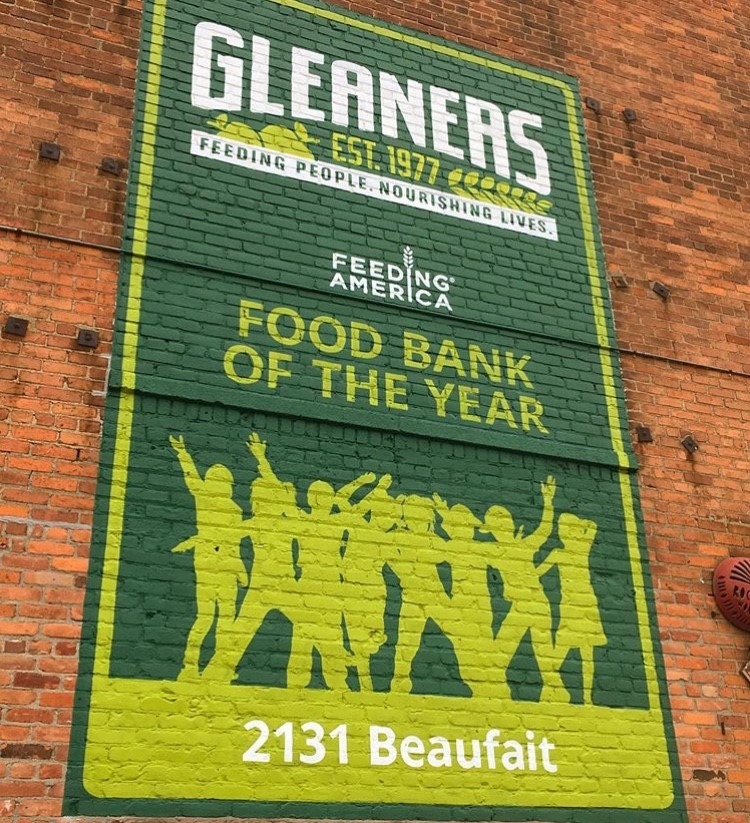 GLEANERS
EST. 1977
FEEDING PEOPLE. NOURISHING LIVES.
FEEDING®
AMERICA
FOOD BANK
OF THE YEAR
2131 Beaufait